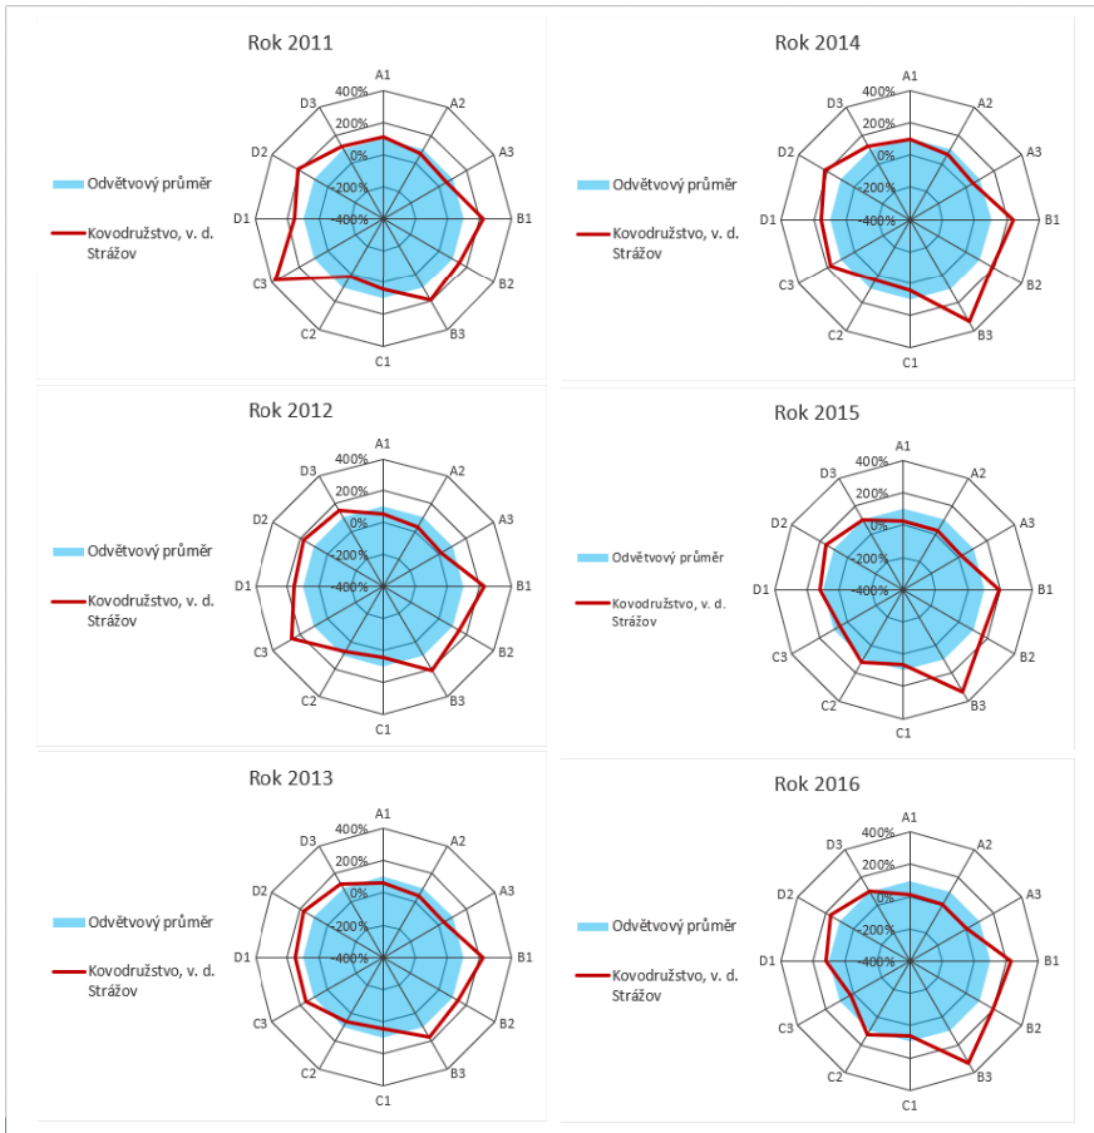 Rok 2011
A1
A2
A3
B1
B2
B3
C1
C2
C3
D1
D2
D3
400%
200%
0%
-200%
-400%
Odvětvový průměr
Kovodružstvo, v. d.
Strážov
Rok 2014
A1
A2
A3
B1
B2
B3
C1
C2
C3
D1
D2
D3
400%
200%
0%
-200%
-400%
Odvětvový průměr
Kovodružstvo, v. d.
Strážov
Rok 2012
A1
A2
A3
B1
B2
B3
C1
C2
C3
D1
D2
D3
400%
200%
0%
-200%
-400%
Odvětvový průměr
Kovodružstvo, v. d.
Strážov
Rok 2015
A1
A2
A3
B1
B2
B3
C1
C2
C3
D1
D2
D3
400%
200%
0%
-200%
-400%
Odvětvový průměr
Kovodružstvo, v. d.
Strážov
Rok 2013
A1
A2
A3
B1
B2
B3
C1
C2
C3
D1
D2
D3
400%
200%
0%
-200%
-400%
Odvětvový průměr
Kovodružstvo, v. d.
Strážov
Rok 2016
A1
A2
A3
B1
B2
B3
C1
C2
C3
D1
D2
D3
400%
200%
0%
-200%
-400%
Odvětvový průměr
Kovodružstvo, v. d.
Strážov